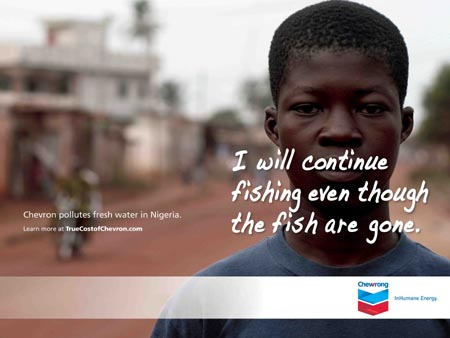 I will continue
fishing even though
the fish are gone.
Chevron pollutes fresh water in Nigeria.
Learn more at TrueCostofChevron.com
Chewrong
InHumane Energy.